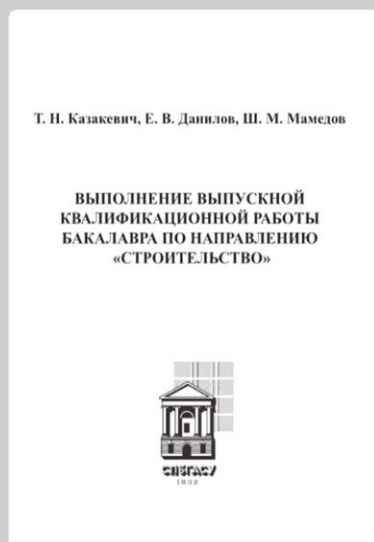 Т. Н. Казакевич, Е. В. Данилов, Ш. М. Мамедов
ВЫПОЛНЕНИЕ ВЫПУСКНОЙ
КВАЛИФИКАЦИОННОЙ РАБОТЫ
БАКАЛАВРА ПО НАПРАВЛЕНИЮ
«СТРОИТЕЛЬСТВО»
СПбГАСУ
1832